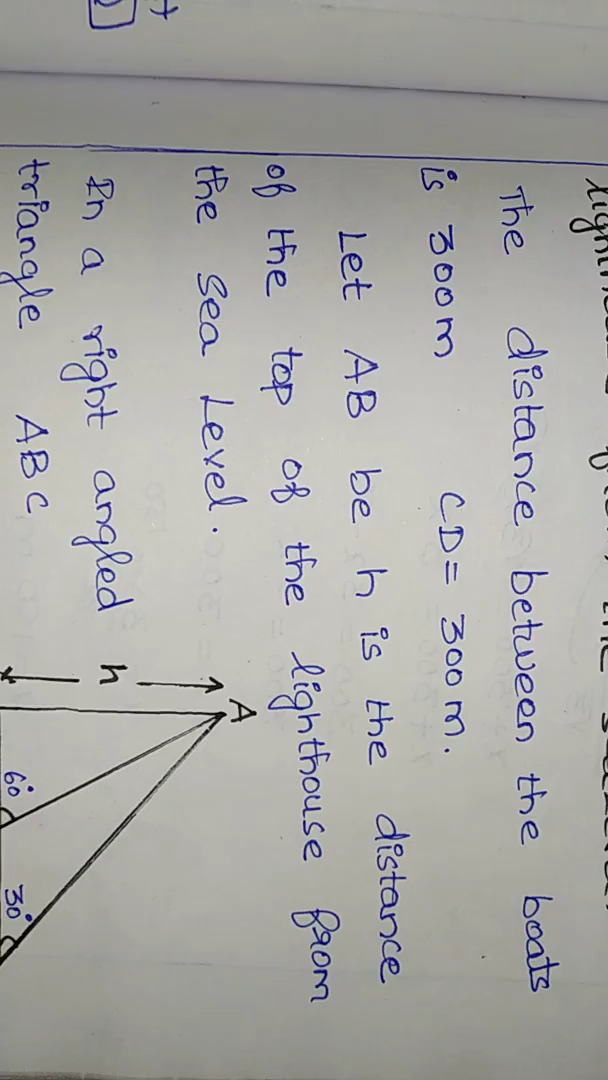 The distance between the boats
is 300m CD = 300m.
Let AB be h is the distance
of the top of the lighthouse from
the Sea Level.
In a right angled
triangle ABC
A
h
60°
30°